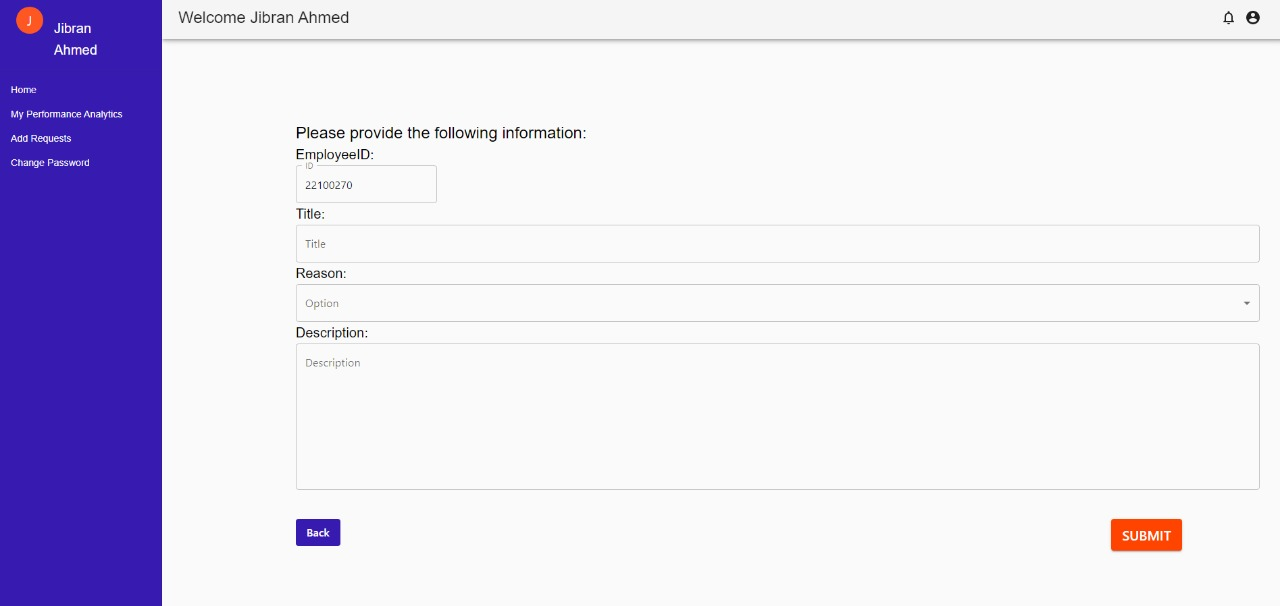 J
Jibran
Ahmed
Home
My Performance Analytics
Add Requests
Change Password
Welcome Jibran Ahmed
Please provide the following information:
EmployeeID:
ID
22100270
Title:
Title
Reason:
Option
Description:
Description
Back
SUBMIT